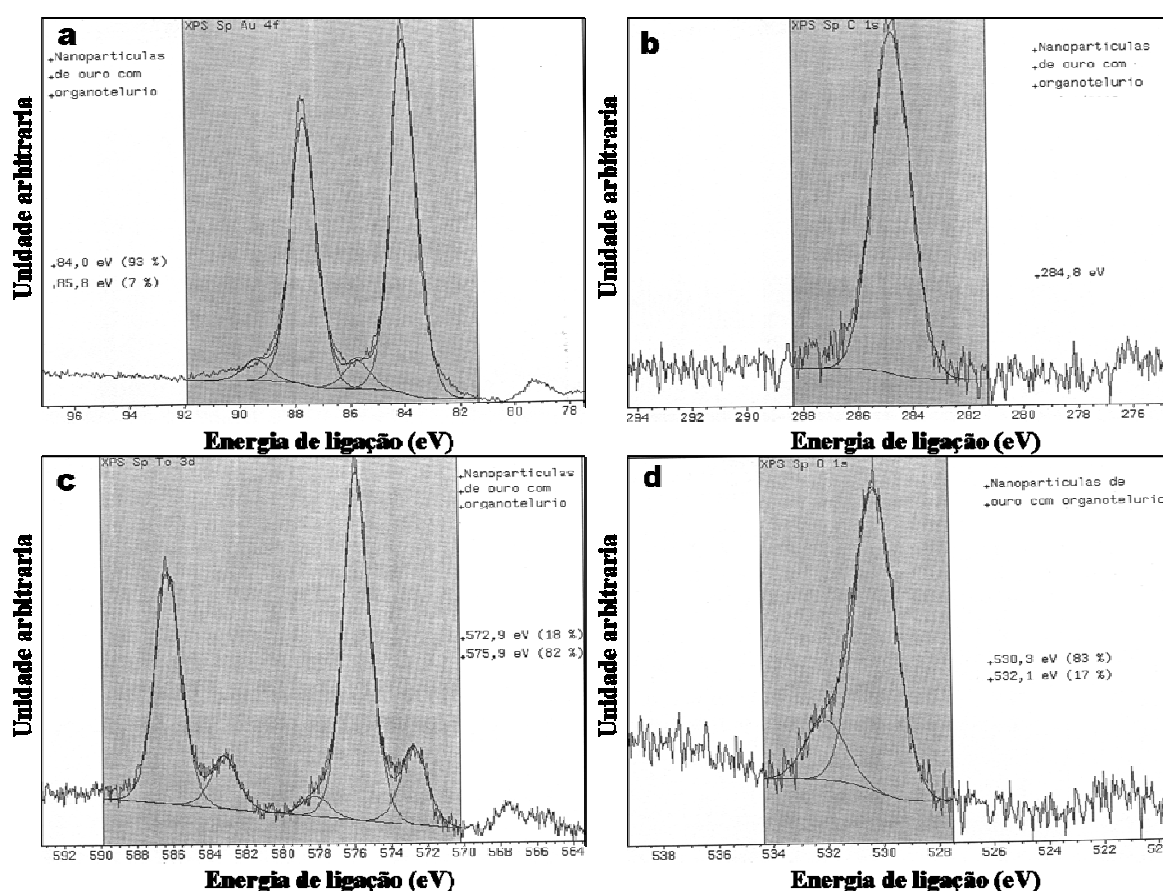 a
XPS Sp Au 4f
+Nanoparticulas
de ouro com
+organotelurio
+84,0 eV (93 %)
+85,8 eV (7 %)
Unidade arbitraria
96 94 92 90 88 86 84 82 80 78
Energia de ligação (eV)
b
XPS Sp C 1s
+Nanoparticulas
de ouro com
+organotelurio
+284,8 eV
Unidade arbitraria
294 292 290 288 286 284 282 280 278 276
Energia de ligação (eV)
c
XPS Sp Te 3d
+Nanoparticulas
+de ouro com
+organotelurio
+572,9 eV (18 %)
+575,9 eV (82 %)
Unidade arbitraria
592 590 588 586 584 582 580 578 576 574 572 570 568 566 564
Energia de ligação (eV)
d
XPS Sp O 1s
+Nanoparticulas de
+ouro com organotelurio
+530,3 eV (83 %)
+532,1 eV (17 %)
Unidade arbitraria
538 536 534 532 530 528 526 524 522
Energia de ligação (eV)